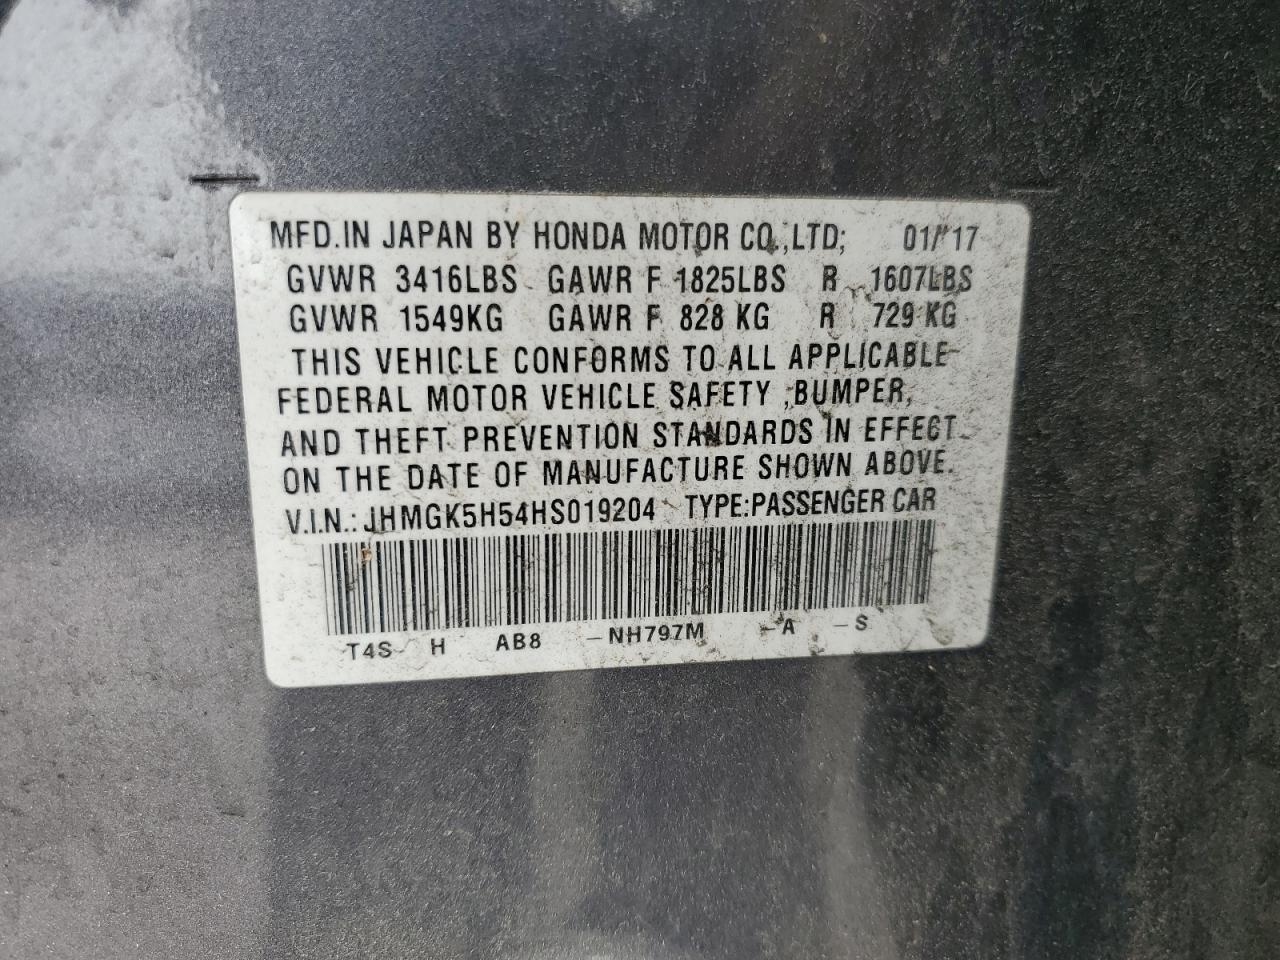 MFD.IN JAPAN BY HONDA MOTOR CO.,LTD; 01/17
GVWR 3416LBS GAWR F 1825LBS R 1607LBS
GVWR 1549KG GAWR F 828 KG R 729 KG
THIS VEHICLE CONFORMS TO ALL APPLICABLE
FEDERAL MOTOR VEHICLE SAFETY ,BUMPER,
AND THEFT PREVENTION STANDARDS IN EFFECT
ON THE DATE OF MANUFACTURE SHOWN ABOVE.
V.I.N.: JHMGK5H54HS019204 TYPE:PASSENGER CAR
T4S H AB8 -NH797M -A -S